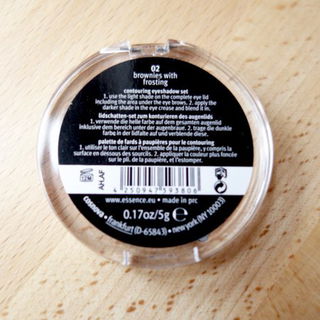 02
brownies with
frosting
contouring eyeshadow set
1. use the light shade on the complete eye lid
including the area under the eye brows. 2. apply the
darker shade in the eye crease and blend it in.
lidschatten-set zum konturieren des augenlids
1. verwende die helle farbe auf dem gesamten augenlid
inklusive dem bereich unter der augenbraue. 2. trage die dunkle
farbe in der lidfalte auf und verblende diese.
palette de fards à paupières pour le contouring
1. utiliser le ton clair sur l'ensemble de paupière, y compris la
surface en dessous des sourcils. 2. appliquer la couleur plus foncée
sur le pli. de la paupière, et l'estomper.
AHLAF
12M
4 250947 593806
www.essence.eu • made in prc
0.17oz/5g ℮
cosnova • frankfurt (D-65843) • new york (NY 10003)